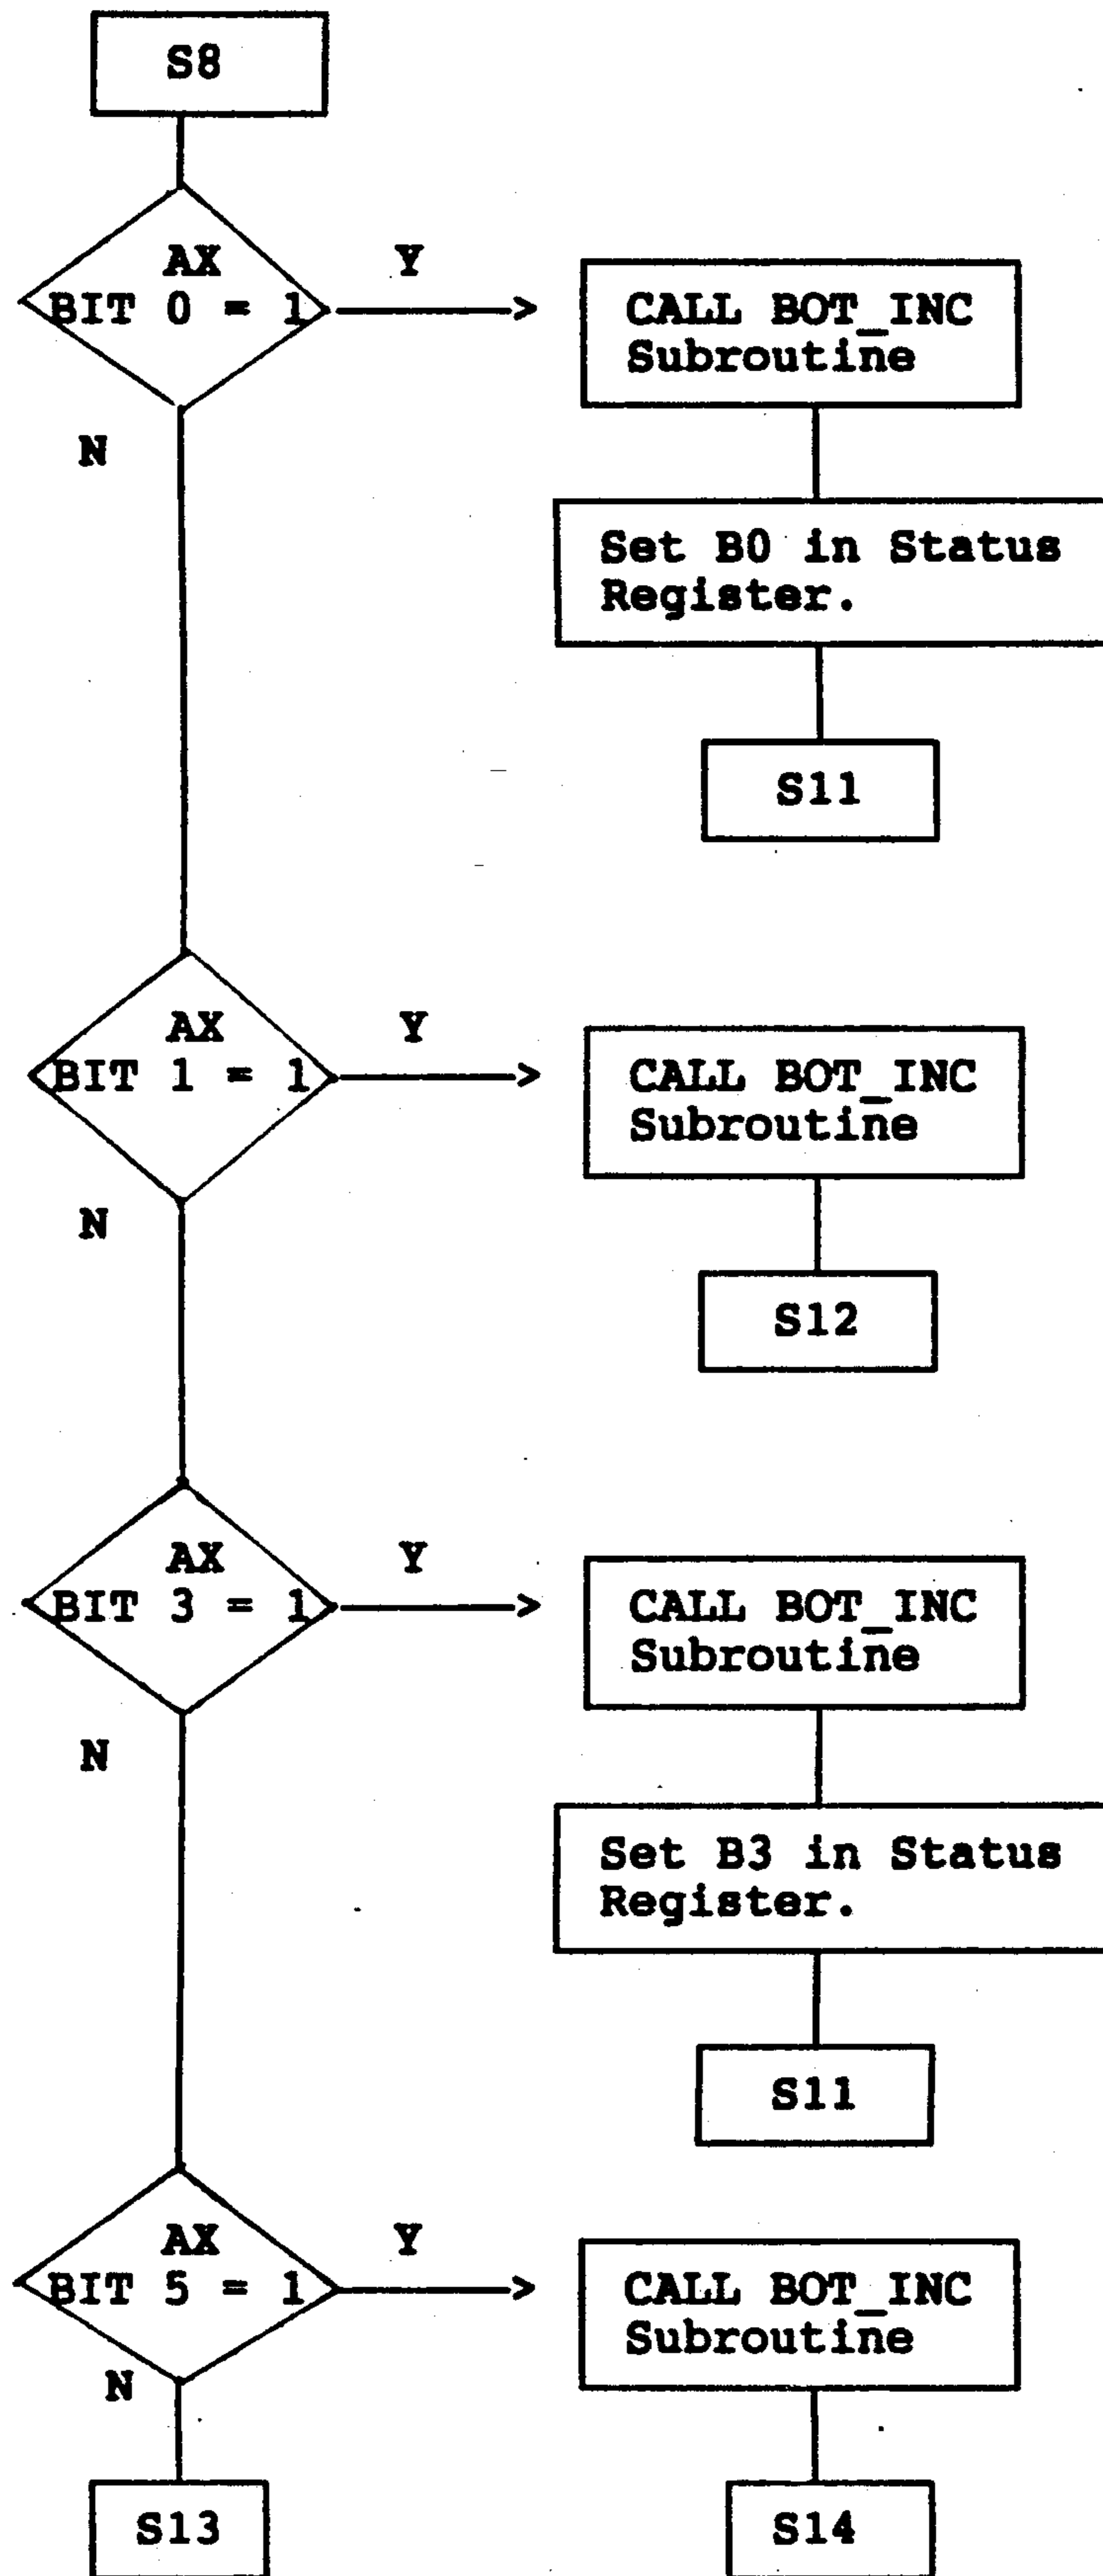 S8
AX
BIT 0 = 1
Y
CALL BOT_INC
Subroutine
N
Set B0 in Status
Register.
S11
AX
BIT 1 = 1
Y
CALL BOT_INC
Subroutine
N
S12
AX
BIT 3 = 1
Y
CALL BOT_INC
Subroutine
N
Set B3 in Status
Register.
S11
AX
BIT 5 = 1
Y
CALL BOT_INC
Subroutine
N
S13
S14